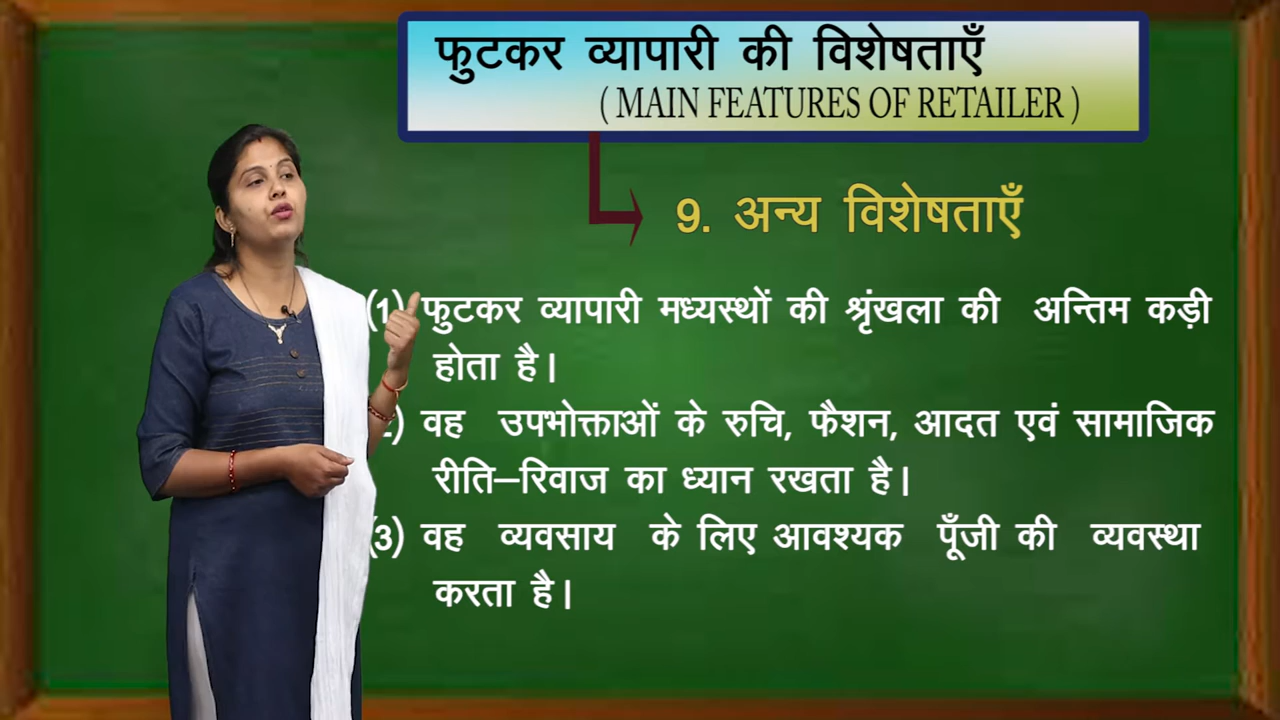 फुटकर व्यापारी की विशेषताएँ
( MAIN FEATURES OF RETAILER )
9. अन्य विशेषताएँ
(1) फुटकर व्यापारी मध्यस्थों की श्रृंखला की अन्तिम कड़ी
होता है।
वह उपभोक्ताओं के रुचि, फैशन, आदत एवं सामाजिक
रीति–रिवाज का ध्यान रखता है।
(3) वह व्यवसाय के लिए आवश्यक पूँजी की व्यवस्था
करता है।